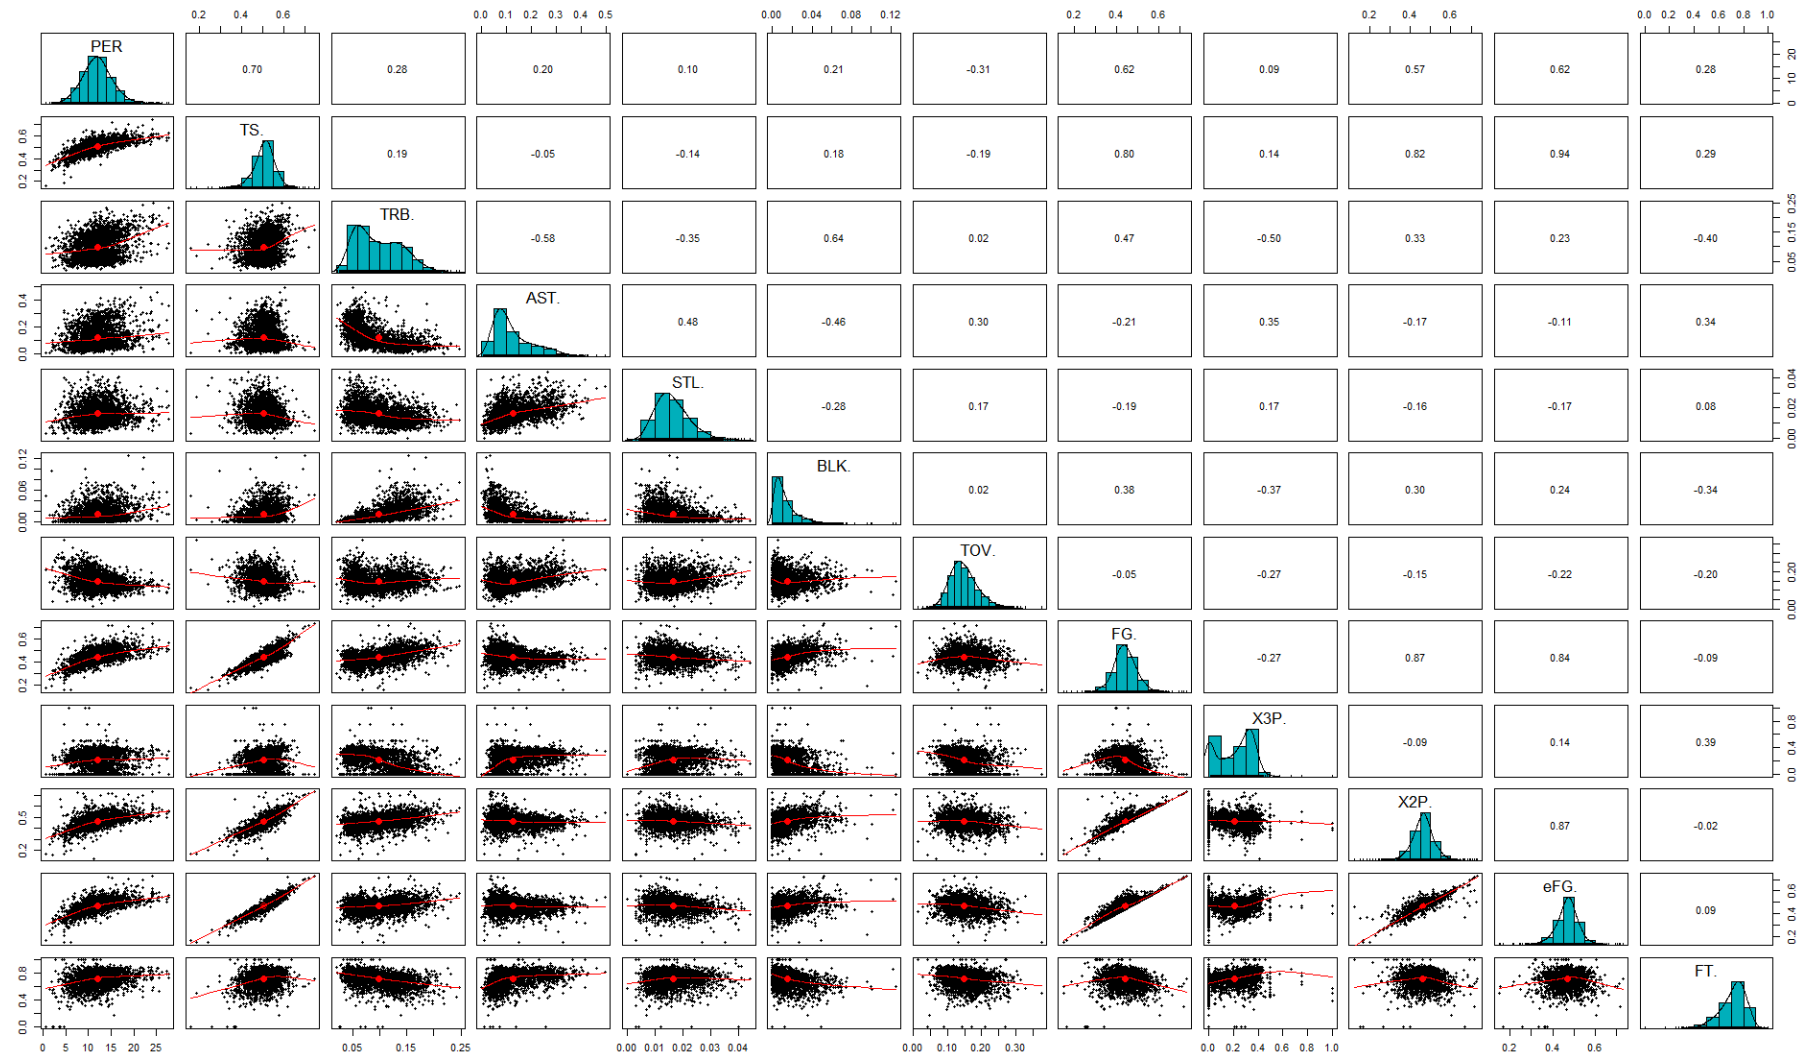 0.2 0.5 0.0 0.1 0.3 0.5 0.00 0.04 0.08 0.12 0.2 0.4 0.6 0.2 0.4 0.6 0.0 0.2 0.4 0.6 0.8 1.0
PER 0.70 0.28 0.20 0.10 0.21 -0.31 0.62 0.09 0.57 0.62 0.28 0 10 20
0.2 0.4 0.6 TS. 0.19 -0.05 -0.14 0.18 -0.19 0.80 0.14 0.82 0.94 0.29
TRB. -0.58 -0.35 0.64 0.02 0.47 -0.50 0.33 0.23 -0.40 0.05 0.15 0.25
0.0 0.2 0.4 AST. 0.48 -0.46 0.30 -0.21 0.35 -0.17 -0.11 0.34
STL. -0.28 0.17 -0.19 0.17 -0.16 -0.17 0.08 0.00 0.02 0.04
0.00 0.06 0.12 BLK. 0.02 0.38 -0.37 0.30 0.24 -0.34
TOV. -0.05 -0.27 -0.15 -0.22 -0.20 0.00 0.20
0.2 0.4 0.6 FG. -0.27 0.87 0.84 -0.09
X3P. -0.09 0.14 0.39 0.0 0.4 0.8
0.2 0.5 X2P. 0.87 -0.02
eFG. 0.09 0.2 0.4 0.6
0.0 0.4 0.8 FT.
0 5 10 15 20 25 0.05 0.15 0.25 0.00 0.01 0.02 0.03 0.04 0.00 0.10 0.20 0.30 0.0 0.2 0.4 0.6 0.8 1.0 0.2 0.4 0.6